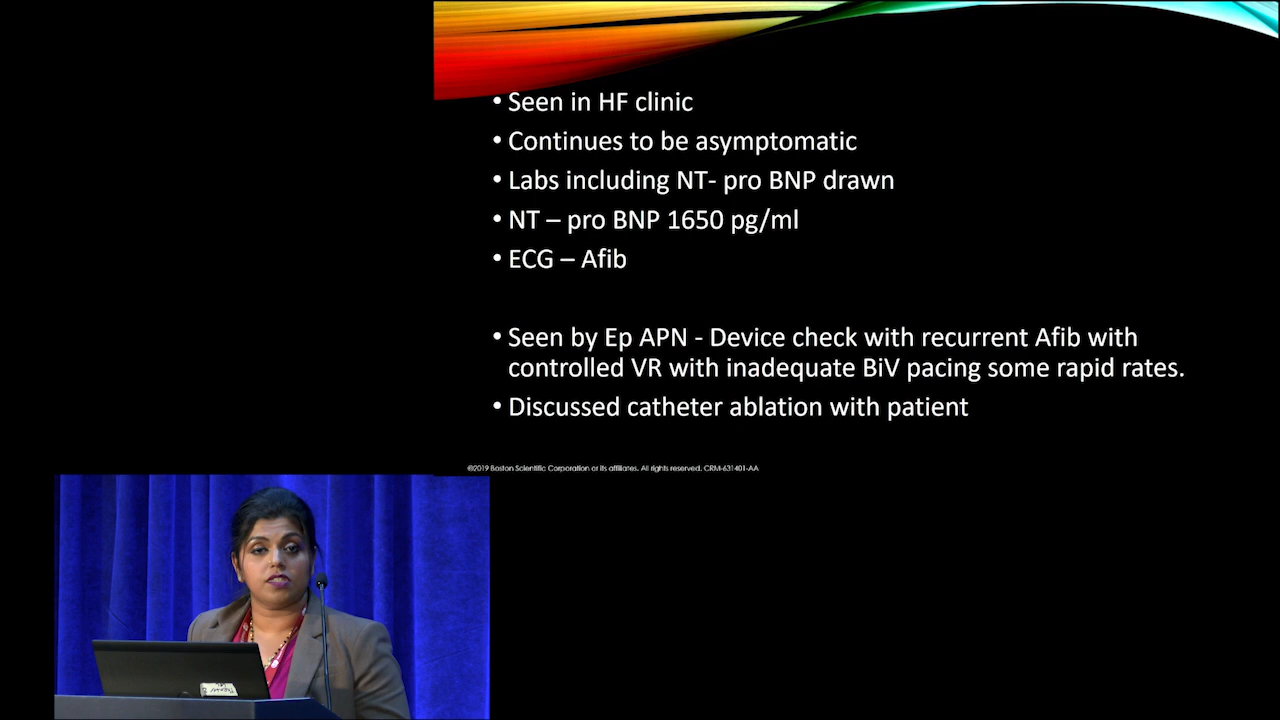 • Seen in HF clinic
• Continues to be asymptomatic
• Labs including NT- pro BNP drawn
• NT – pro BNP 1650 pg/ml
• ECG – Afib
• Seen by Ep APN - Device check with recurrent Afib with
controlled VR with inadequate BiV pacing some rapid rates.
• Discussed catheter ablation with patient
©2019 Boston Scientific Corporation or its affiliates. All rights reserved. CRM-631401-AA